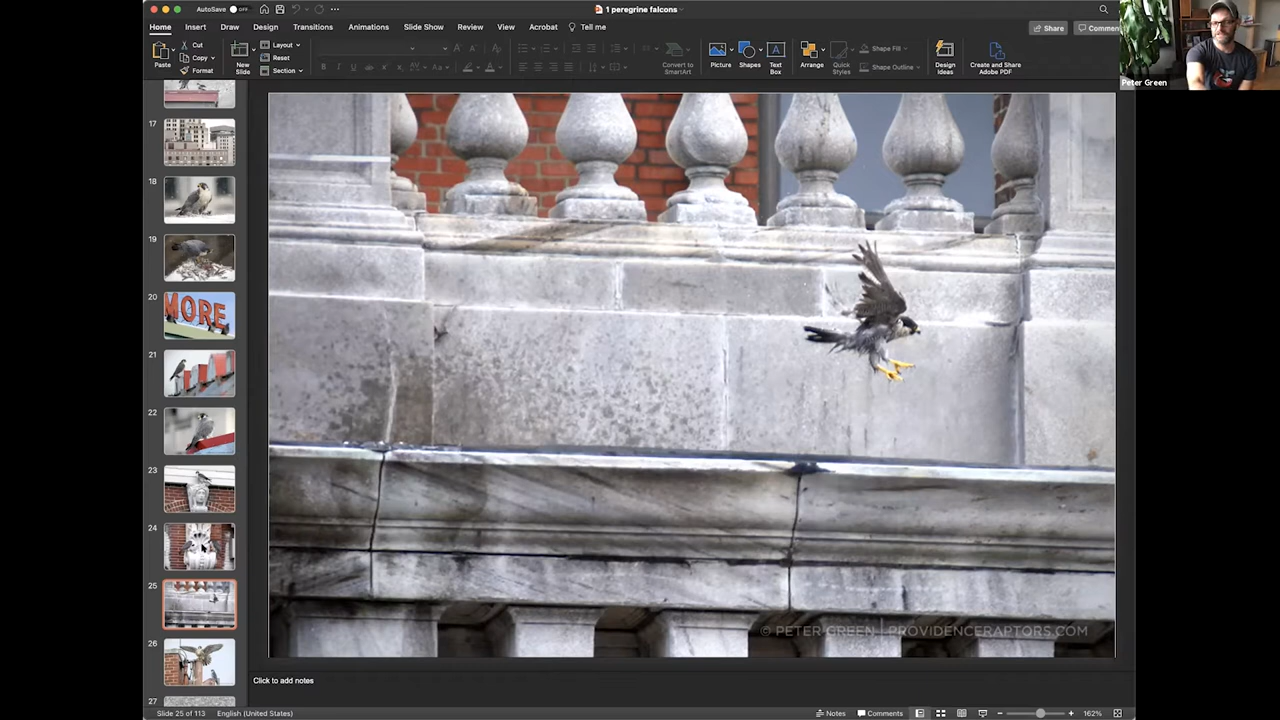 AutoSave OFF
1 peregrine falcons
Home Insert Draw Design Transitions Animations Slide Show Review View Acrobat Tell me
Share Commen
Paste
Cut
Copy
Format
New Slide
Layout
Reset
Section
Convert to SmartArt
Picture
Shapes
Text Box
Arrange
Quick Styles
Shape Fill
Shape Outline
Design Ideas
Create and Share Adobe PDF
Peter Green
17
18
19
20
MORE
21
22
23
24
25
26
27
© PETER GREEN | PROVIDENCERAPTORS.COM
Click to add notes
Slide 25 of 113 English (United States) Notes Comments 162%